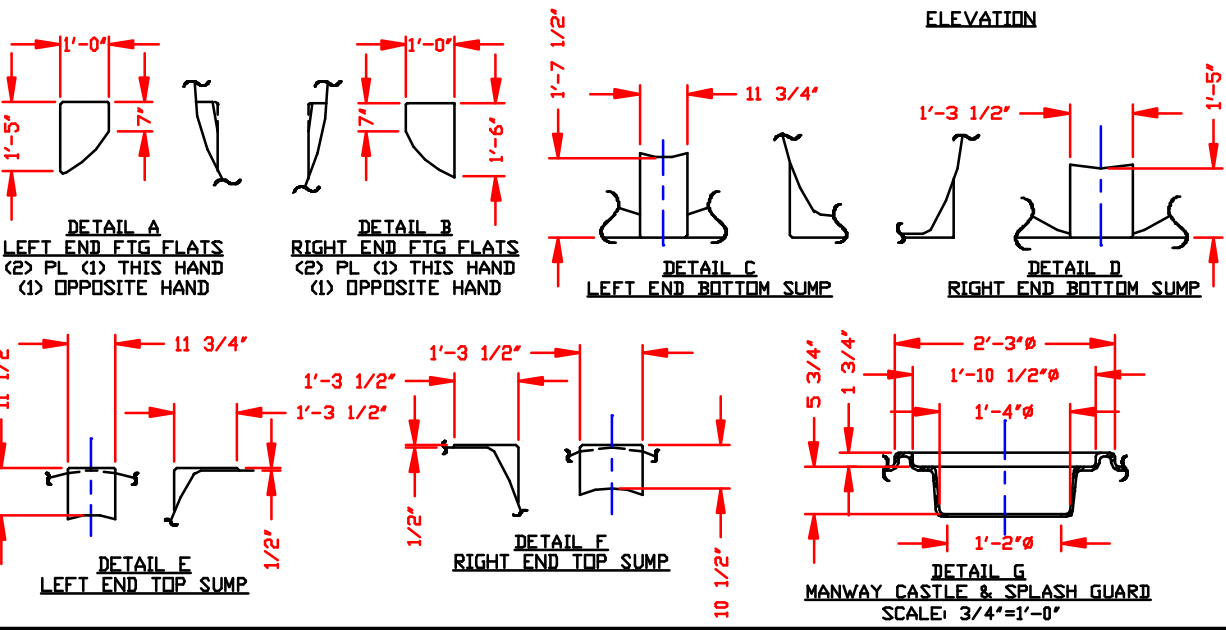 ELEVATION
1'-0"
1'-5"
7"
DETAIL A
LEFT END FTG FLATS
(2) PL (1) THIS HAND
(1) OPPOSITE HAND
1'-0"
7"
1'-6"
DETAIL B
RIGHT END FTG FLATS
(2) PL (1) THIS HAND
(1) OPPOSITE HAND
1'-7 1/2"
11 3/4"
DETAIL C
LEFT END BOTTOM SUMP
1'-3 1/2"
1'-5"
DETAIL D
RIGHT END BOTTOM SUMP
11 1/2"
11 3/4"
1'-3 1/2"
1/2"
DETAIL E
LEFT END TOP SUMP
1'-3 1/2"
1'-3 1/2"
1/2"
10 1/2"
DETAIL F
RIGHT END TOP SUMP
5 3/4"
1 3/4"
2'-3"Ø
1'-10 1/2"Ø
1'-4"Ø
1'-2"Ø
DETAIL G
MANWAY CASTLE & SPLASH GUARD
SCALE: 3/4"=1'-0"